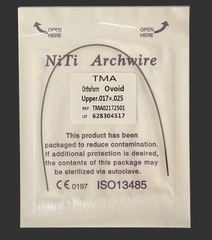 OPEN HERE
OPEN HERE
NiTi Archwire
TMA
Orthoform Ovoid
Upper.017×.025
REF TMA02172501
LOT 628304517
This product has been
packaged to reduce contamination.
If additional protection is desired,
the contents of this package may
be sterilized via autoclave.
CE 0197 ISO13485